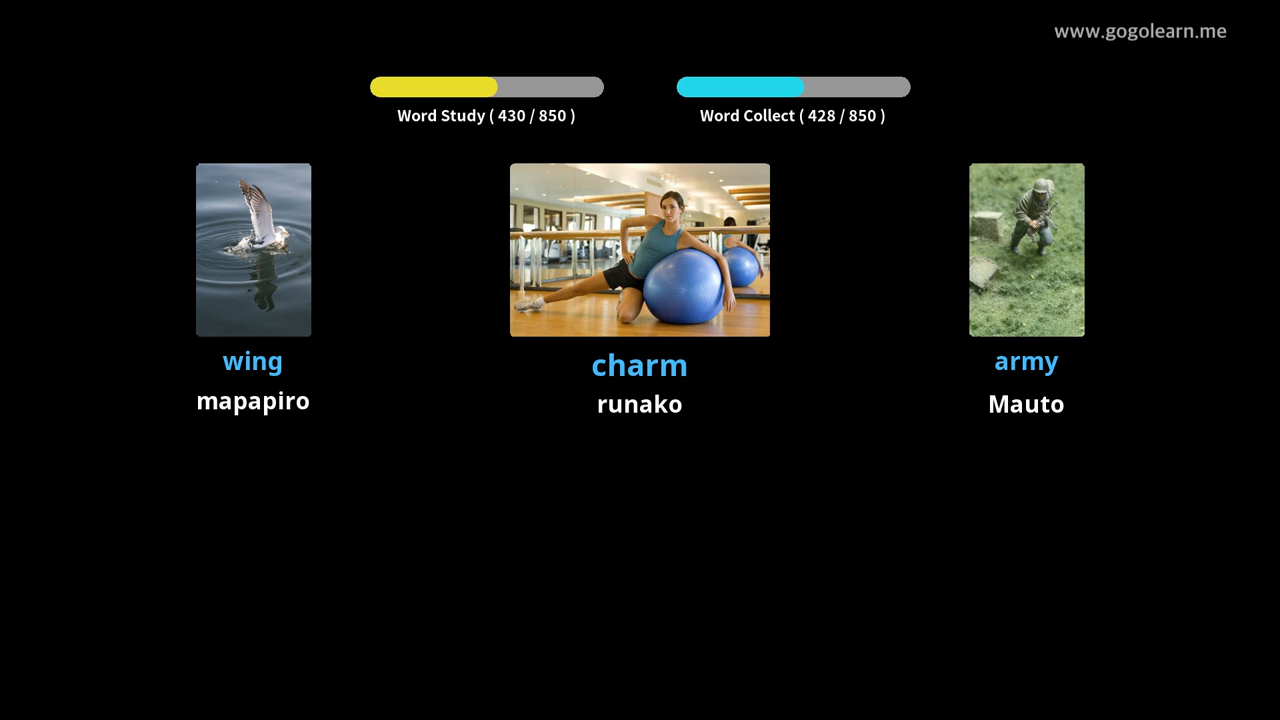 www.gogolearn.me
Word Study ( 430 / 850 )
Word Collect ( 428 / 850 )
wing
mapapiro
charm
runako
army
Mauto